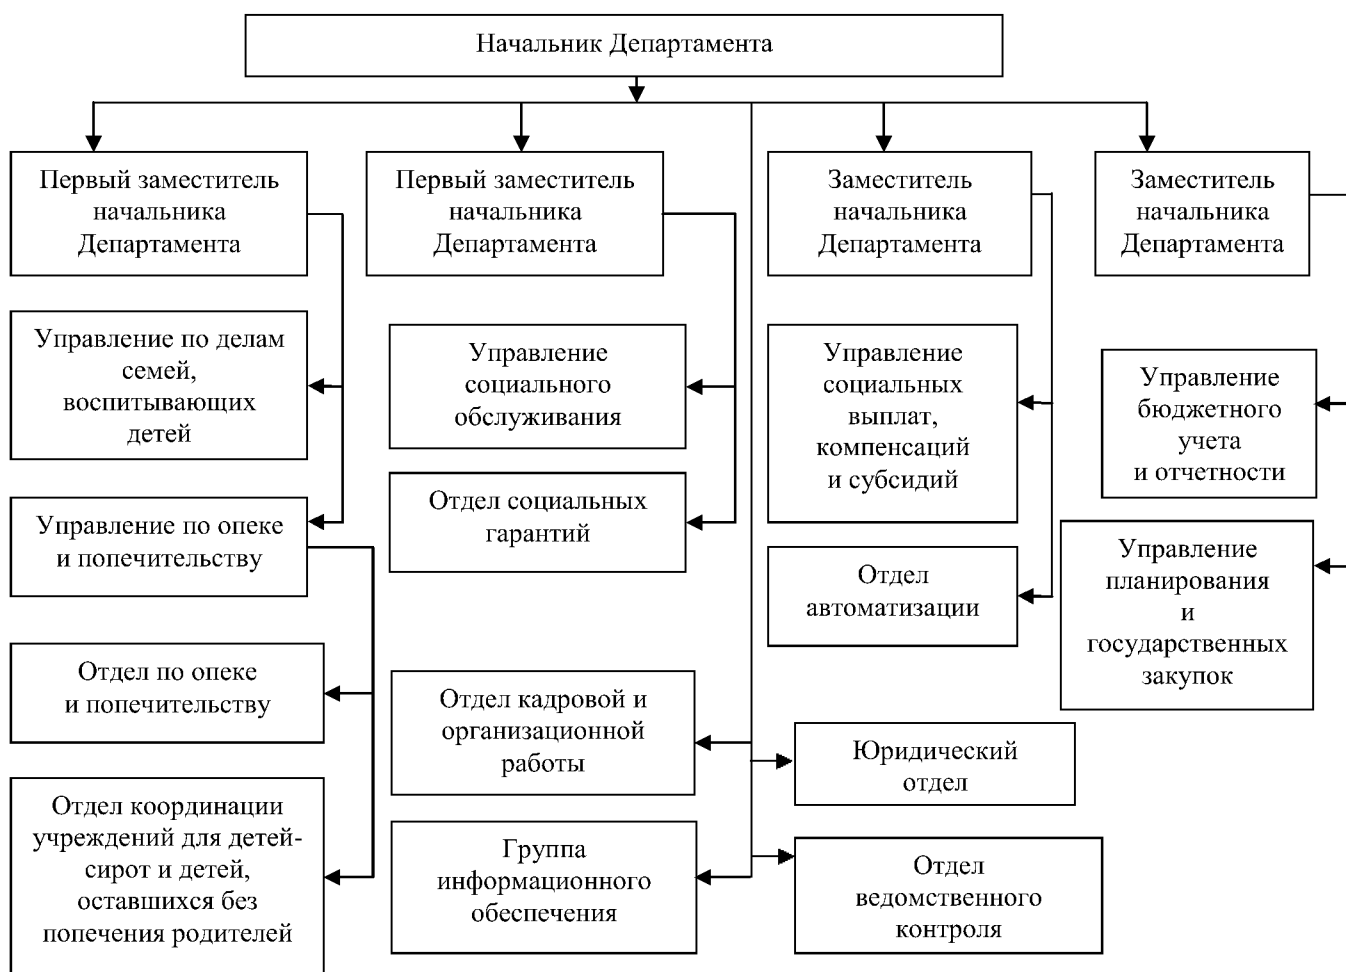 Начальник Департамента
Первый заместитель
начальника
Департамента
Первый заместитель
начальника
Департамента
Заместитель
начальника
Департамента
Заместитель
начальника
Департамента
Управление по делам
семей,
воспитывающих
детей
Управление
социального
обслуживания
Управление
социальных
выплат,
компенсаций
и субсидий
Управление
бюджетного
учета
и отчетности
Управление по опеке
и попечительству
Отдел социальных
гарантий
Отдел
автоматизации
Управление
планирования
и
государственных
закупок
Отдел по опеке
и попечительству
Отдел кадровой и
организационной
работы
Юридический
отдел
Отдел координации
учреждений для детей-
сирот и детей,
оставшихся без
попечения родителей
Группа
информационного
обеспечения
Отдел
ведомственного
контроля